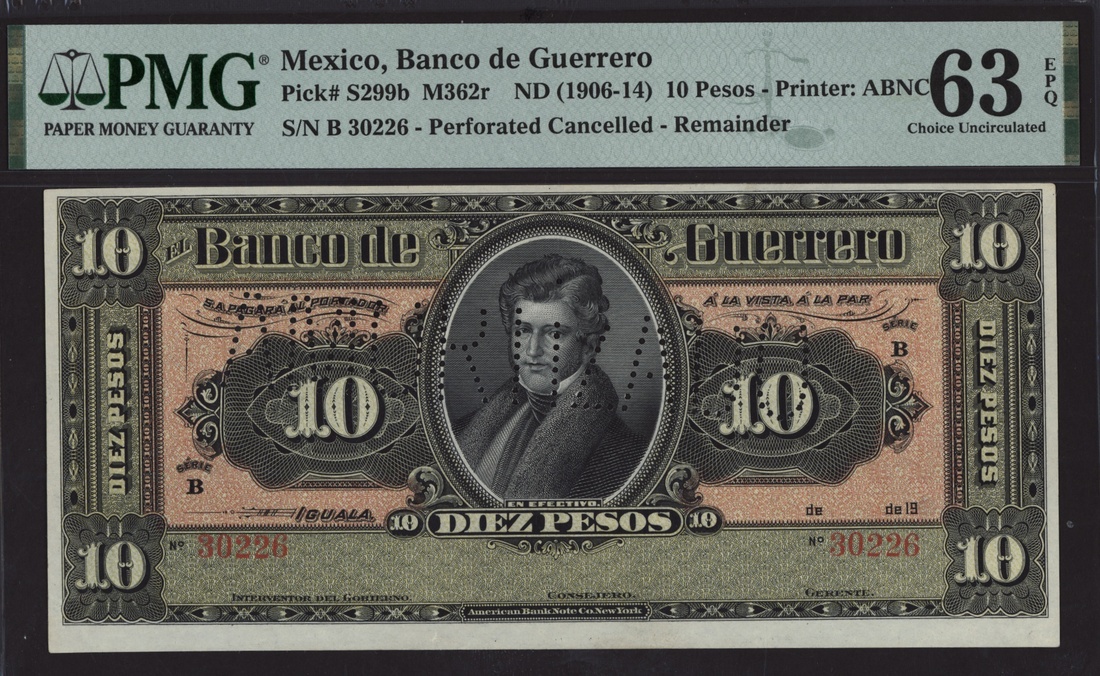 PMG®
PAPER MONEY GUARANTY
Mexico, Banco de Guerrero
Pick# S299b M362r ND (1906-14) 10 Pesos - Printer: ABNC
S/N B 30226 - Perforated Cancelled - Remainder
63
EPQ
Choice Uncirculated
10
EL Banco de Guerrero
10
S.A. PAGARÁ AL PORTADOR
Á LA VISTA, Á LA PAR
SERIE
B
DIEZ PESOS
DIEZ PESOS
10
10
SERIE
B
IGUALA,
EN EFECTIVO.
10 DIEZ PESOS 10
de de 19
Nº 30226
Nº 30226
10
10
INTERVENTOR DEL GOBIERNO.
CONSEJERO.
GERENTE.
American Bank Note Co. New York